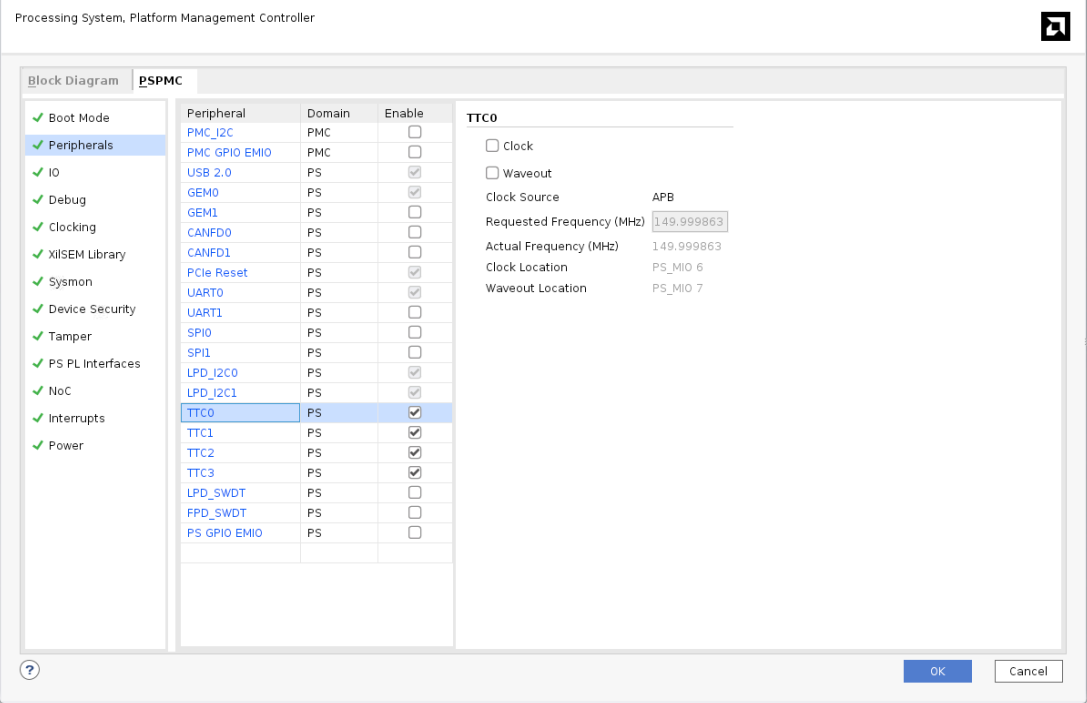 Processing System, Platform Management Controller
Block Diagram PSPMC
Boot Mode
Peripherals
IO
Debug
Clocking
XilSEM Library
Sysmon
Device Security
Tamper
PS PL Interfaces
NoC
Interrupts
Power
Peripheral Domain Enable
PMC_I2C PMC
PMC GPIO EMIO PMC
USB 2.0 PS
GEM0 PS
GEM1 PS
CANFD0 PS
CANFD1 PS
PCIe Reset PS
UART0 PS
UART1 PS
SPI0 PS
SPI1 PS
LPD_I2C0 PS
LPD_I2C1 PS
TTC0 PS
TTC1 PS
TTC2 PS
TTC3 PS
LPD_SWDT PS
FPD_SWDT PS
PS GPIO EMIO PS
TTC0
Clock
Waveout
Clock Source APB
Requested Frequency (MHz) 149.999863
Actual Frequency (MHz) 149.999863
Clock Location PS_MIO 6
Waveout Location PS_MIO 7
?
OK Cancel